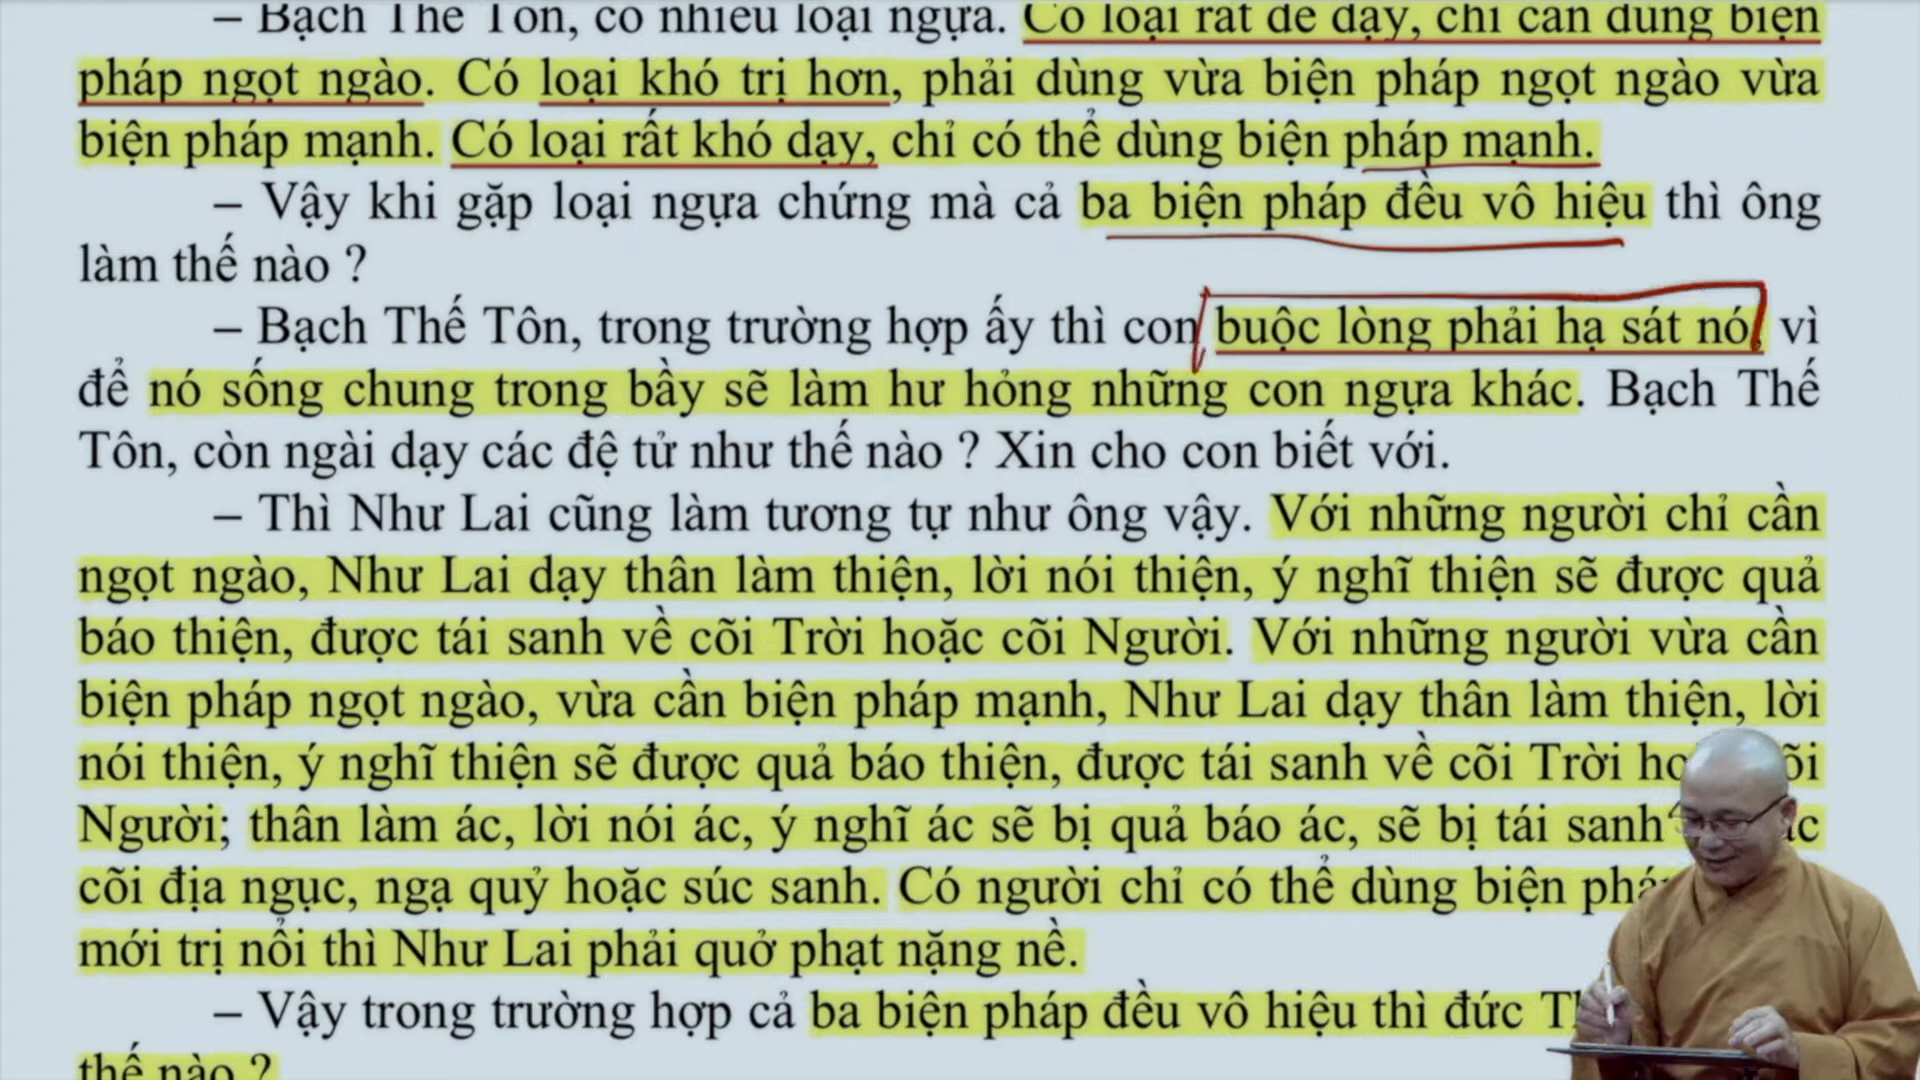 – Bạch Thế Tôn, có nhiều loại ngựa. Có loại rất dễ dạy, chỉ cần dùng biện
pháp ngọt ngào. Có loại khó trị hơn, phải dùng vừa biện pháp ngọt ngào vừa
biện pháp mạnh. Có loại rất khó dạy, chỉ có thể dùng biện pháp mạnh.
– Vậy khi gặp loại ngựa chứng mà cả ba biện pháp đều vô hiệu thì ông
làm thế nào ?
– Bạch Thế Tôn, trong trường hợp ấy thì con buộc lòng phải hạ sát nó, vì
để nó sống chung trong bầy sẽ làm hư hỏng những con ngựa khác. Bạch Thế
Tôn, còn ngài dạy các đệ tử như thế nào ? Xin cho con biết với.
– Thì Như Lai cũng làm tương tự như ông vậy. Với những người chỉ cần
ngọt ngào, Như Lai dạy thân làm thiện, lời nói thiện, ý nghĩ thiện sẽ được quả
báo thiện, được tái sanh về cõi Trời hoặc cõi Người. Với những người vừa cần
biện pháp ngọt ngào, vừa cần biện pháp mạnh, Như Lai dạy thân làm thiện, lời
nói thiện, ý nghĩ thiện sẽ được quả báo thiện, được tái sanh về cõi Trời
Người; thân làm ác, lời nói ác, ý nghĩ ác sẽ bị quả báo ác, sẽ bị tái sanh
cõi địa ngục, ngạ quỷ hoặc súc sanh. Có người chỉ có thể dùng biện
mới trị nổi thì Như Lai phải quở phạt nặng nề.
– Vậy trong trường hợp cả ba biện pháp đều vô hiệu thì đức
thế nào ?